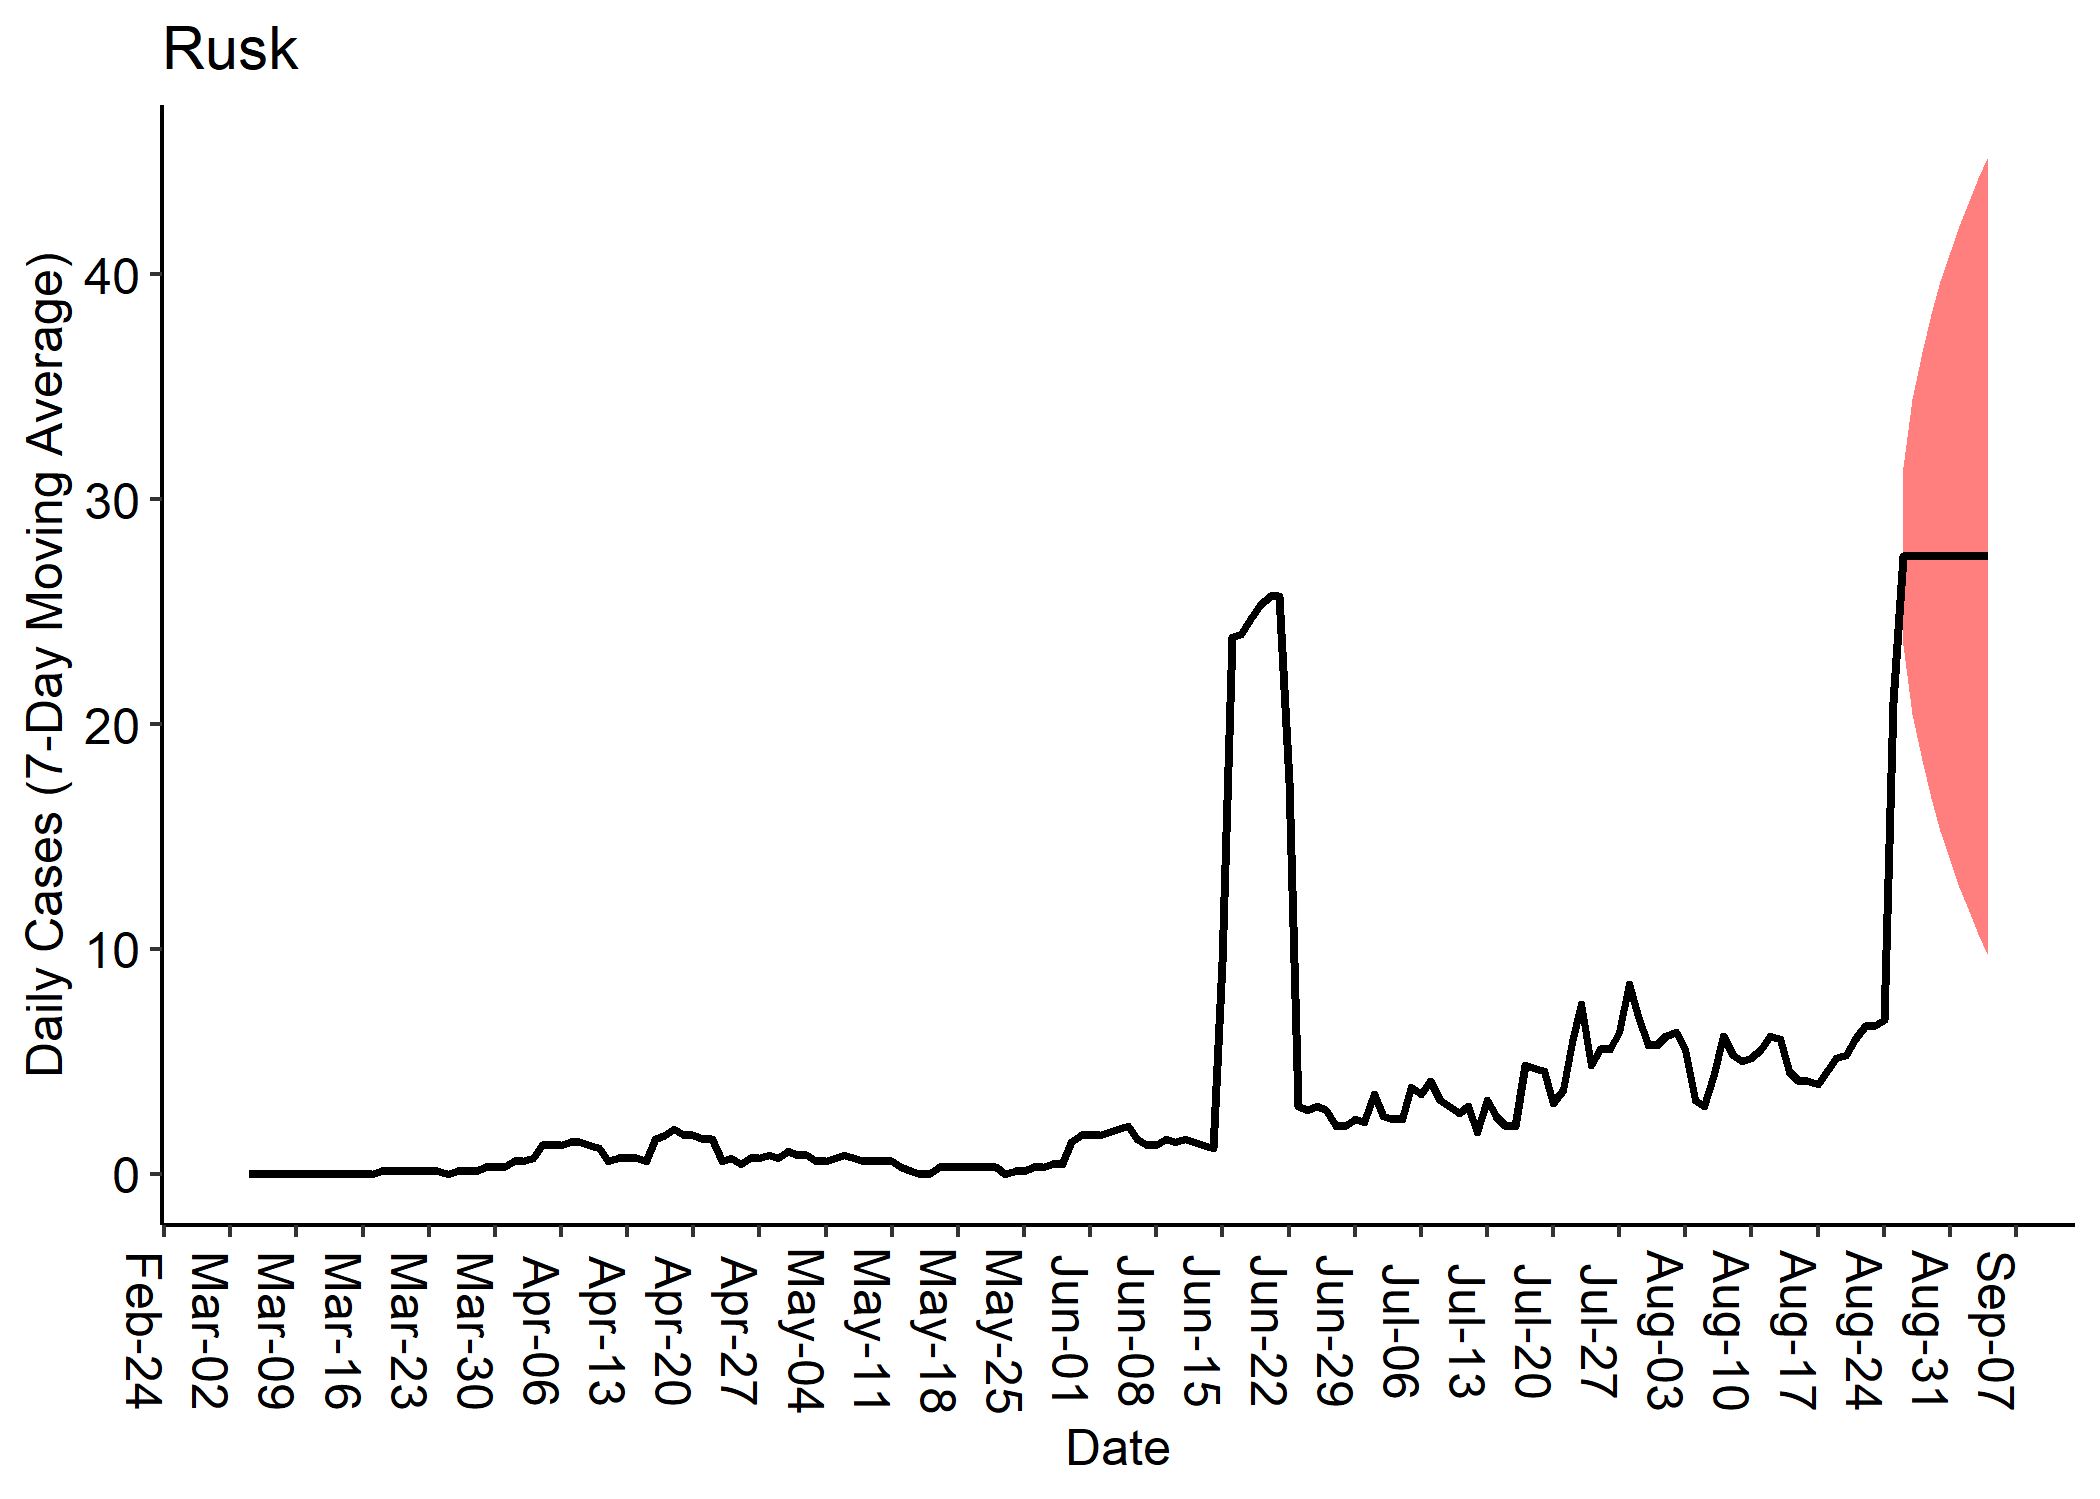 Rusk
Daily Cases (7-Day Moving Average)
40
30
20
10
0
Feb-24
Mar-02
Mar-09
Mar-16
Mar-23
Mar-30
Apr-06
Apr-13
Apr-20
Apr-27
May-04
May-11
May-18
May-25
Jun-01
Jun-08
Jun-15
Jun-22
Jun-29
Jul-06
Jul-13
Jul-20
Jul-27
Aug-03
Aug-10
Aug-17
Aug-24
Aug-31
Sep-07
Date